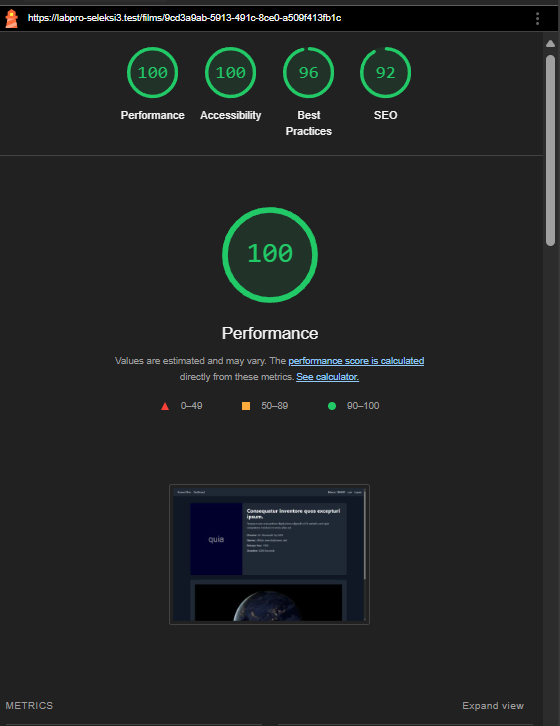 https://labpro-seleksi3.test/films/9cd3a9ab-5913-491c-8ce0-a509f413fb1c
100 100 96 92
Performance Accessibility Best Practices SEO
100
Performance
Values are estimated and may vary. The performance score is calculated
directly from these metrics. See calculator.
0–49 50–89 90–100
Consequatur inventore quos excepturi
ipsum.
quia
METRICS Expand view